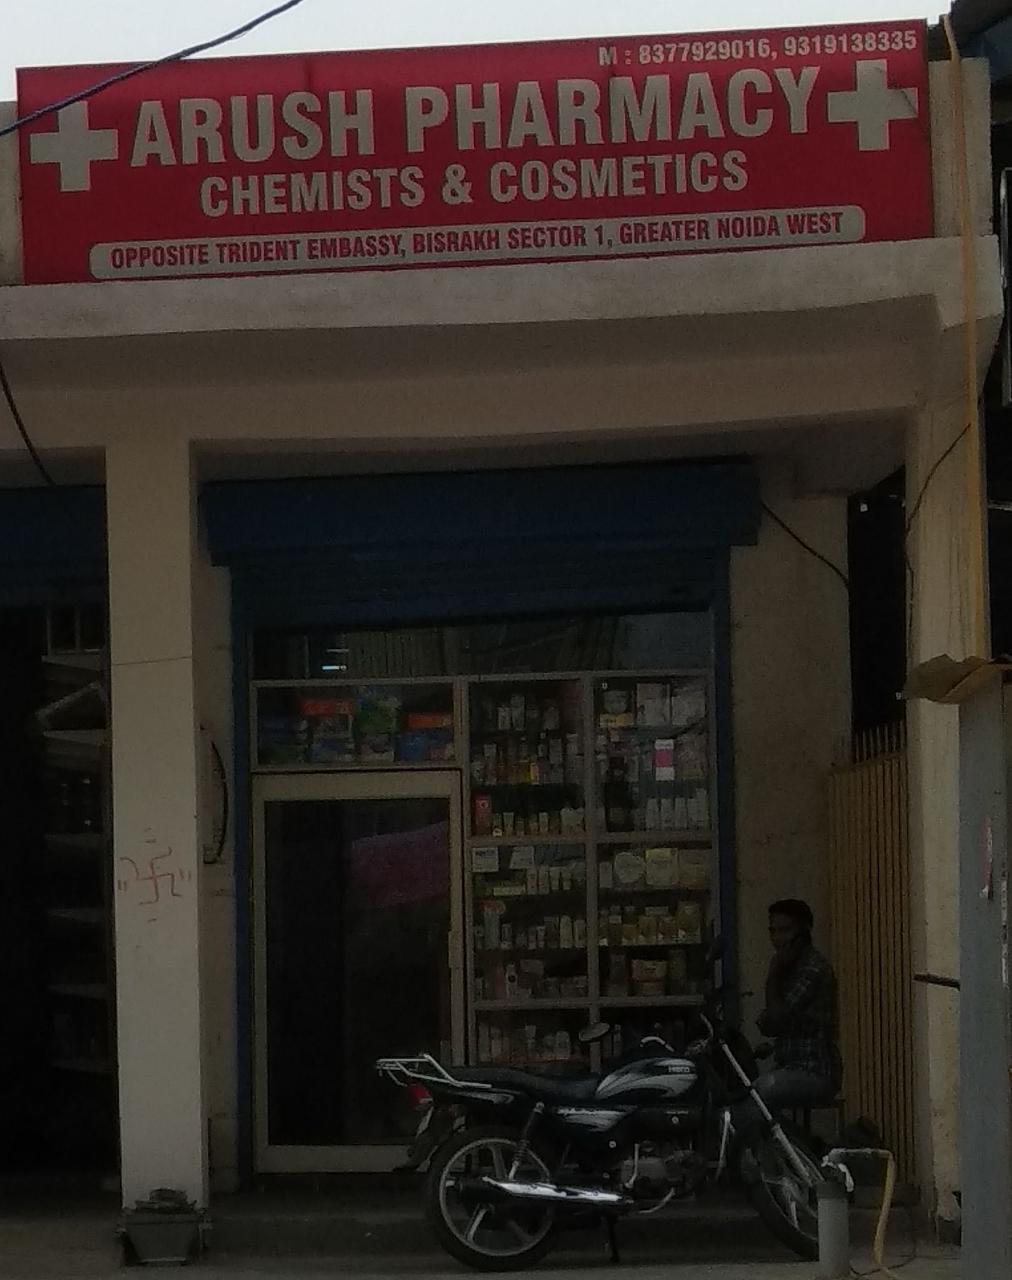 M : 8377929016, 9319138335
ARUSH PHARMACY
CHEMISTS & COSMETICS
OPPOSITE TRIDENT EMBASSY, BISRAKH SECTOR 1, GREATER NOIDA WEST
Hero